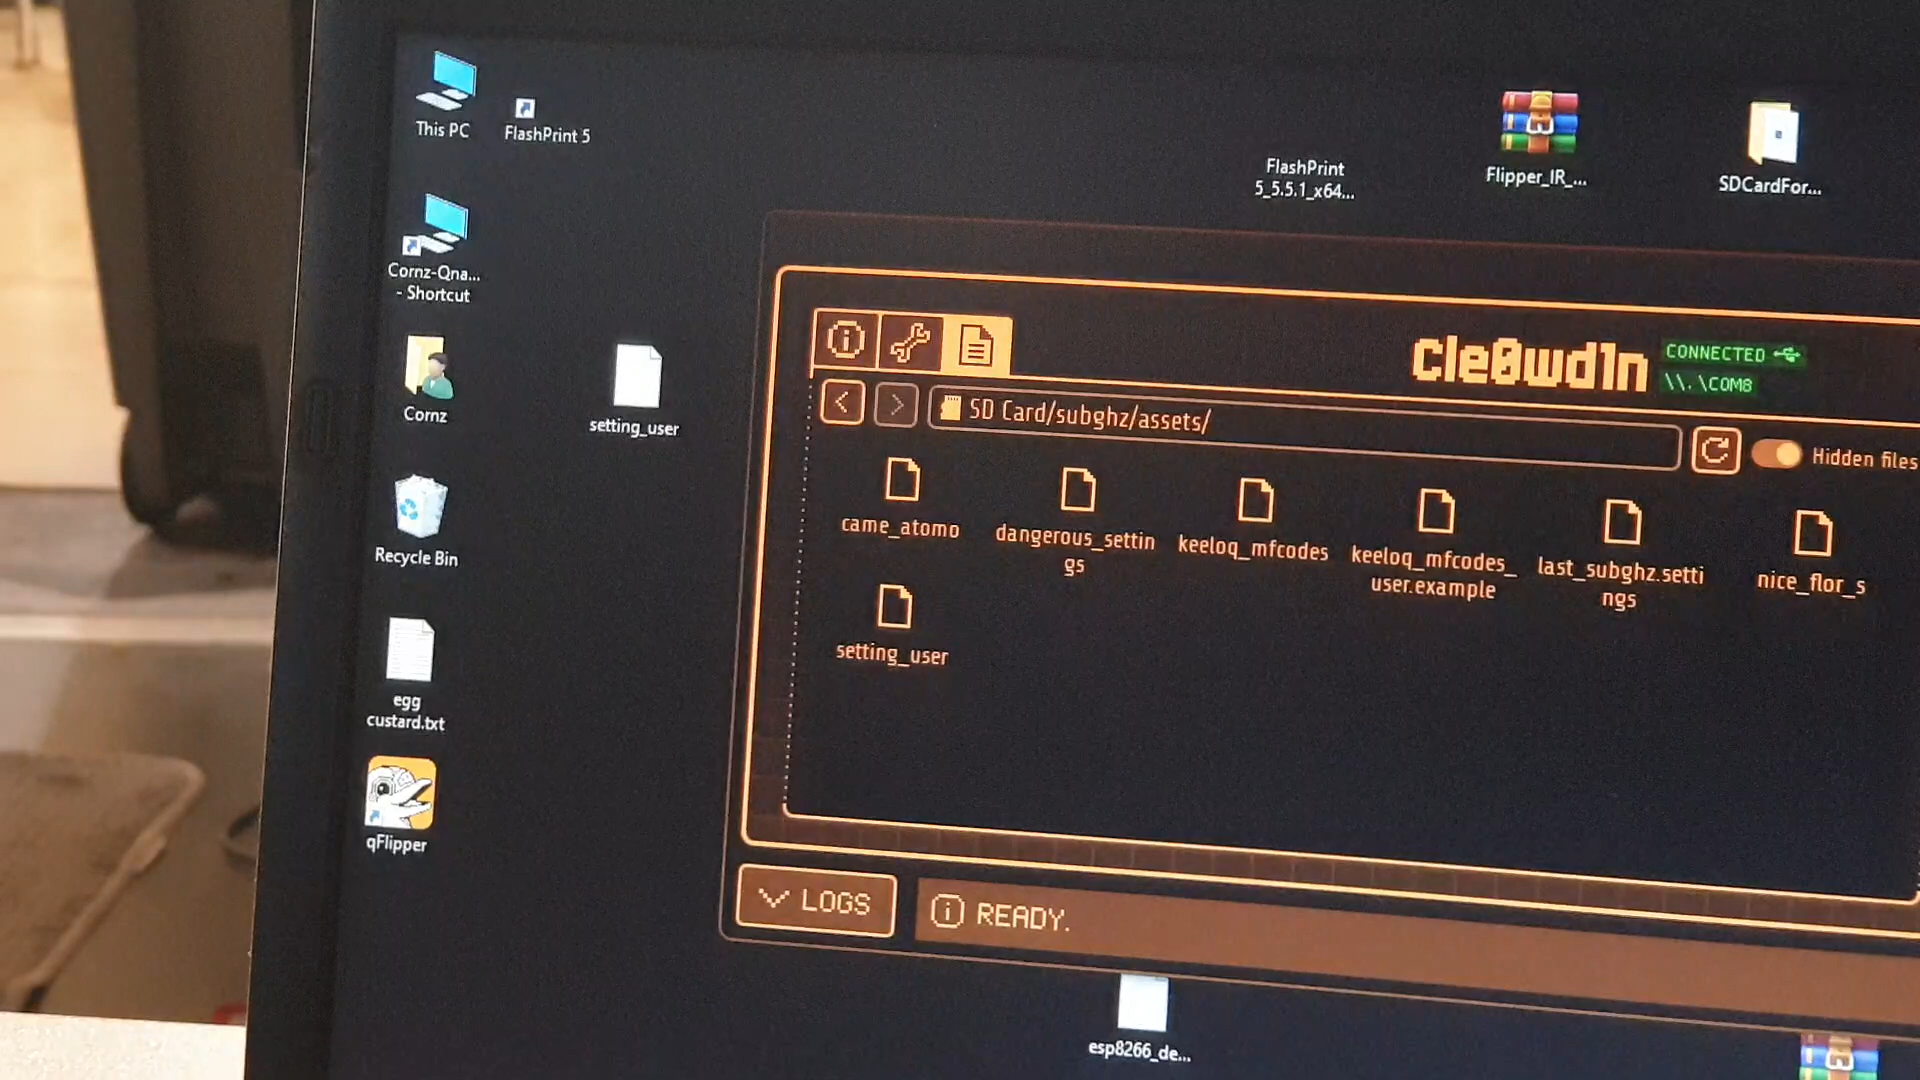 This PC
FlashPrint 5
FlashPrint
5_5.5.1_x64...
Flipper_IR_...
SDCardFor...
Cornz-Qna...
- Shortcut
Cornz
setting_user
Recycle Bin
egg
custard.txt
qFlipper
Cle0wd1n
CONNECTED
\\.\COM8
SD Card/subghz/assets/
Hidden files
came_atomo
dangerous_settin
gs
keeloq_mfcodes
keeloq_mfcodes_
user.example
last_subghz.setti
ngs
nice_flor_s
setting_user
LOGS
READY.
esp8266_de...